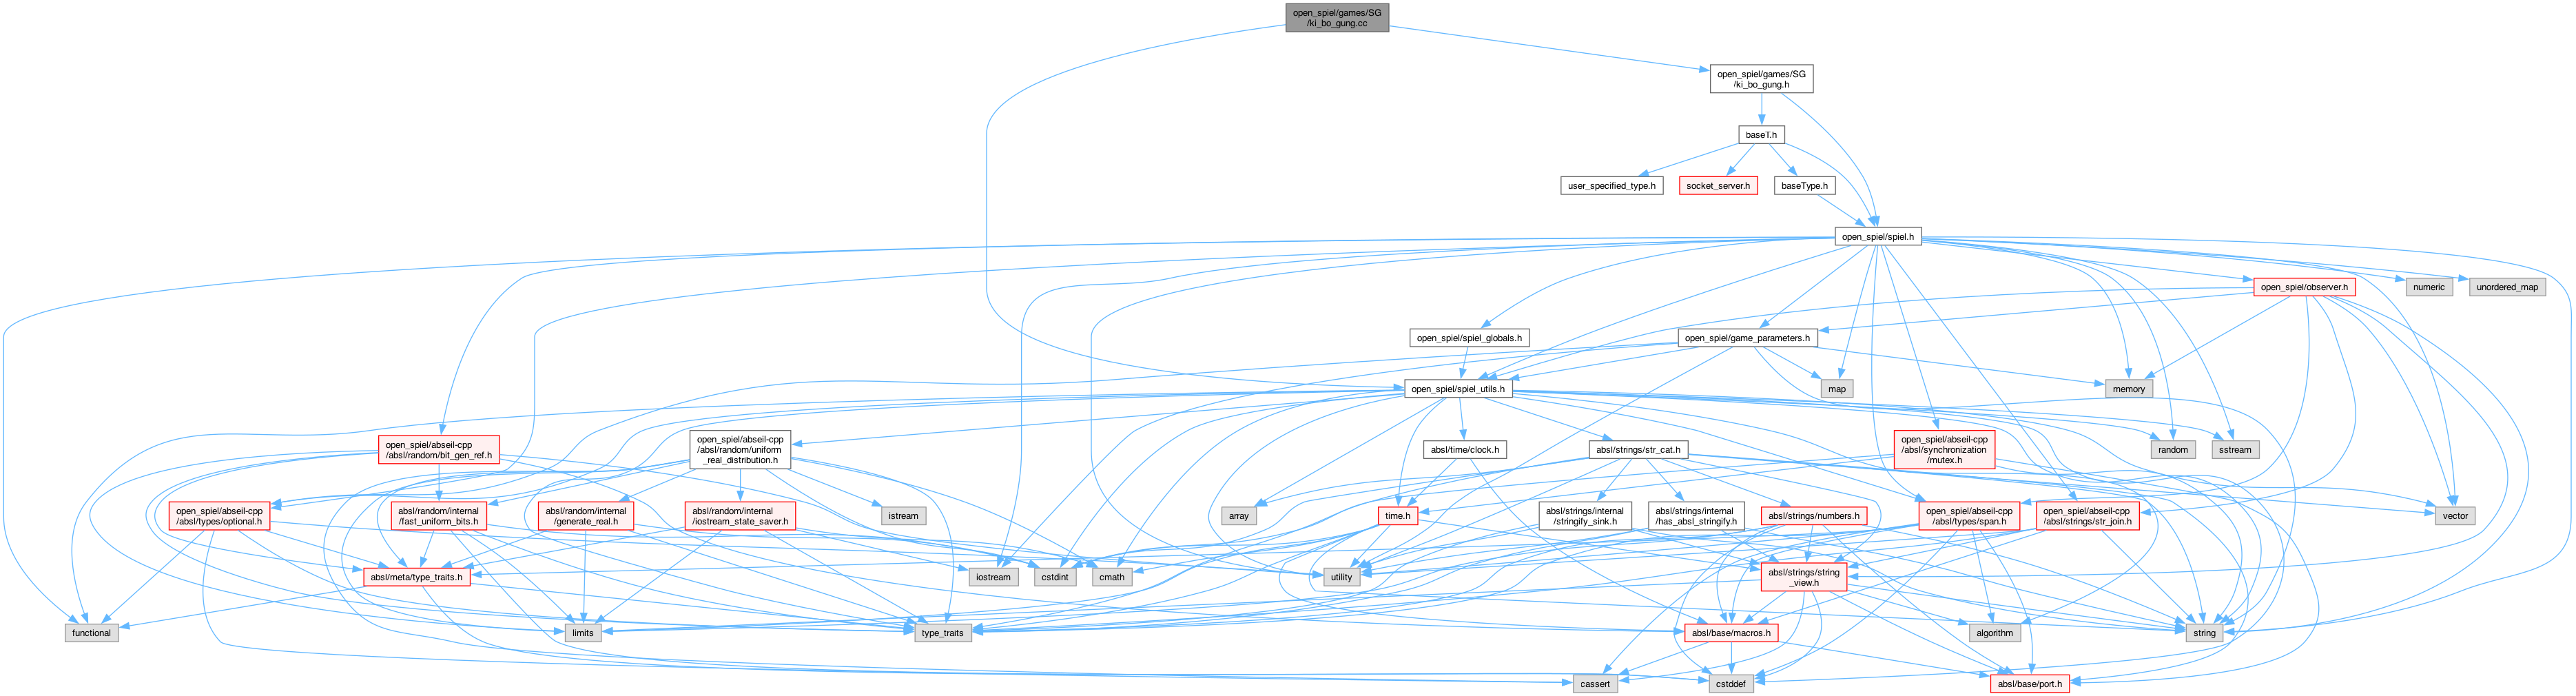 open_spiel/games/SG
/ki_bo_gung.cc
open_spiel/games/SG
/ki_bo_gung.h
baseT.h
user_specified_type.h
socket_server.h
baseType.h
open_spiel/spiel.h
open_spiel/observer.h
numeric
unordered_map
open_spiel/spiel_globals.h
open_spiel/game_parameters.h
open_spiel/spiel_utils.h
map
memory
open_spiel/abseil-cpp
/absl/random/bit_gen_ref.h
open_spiel/abseil-cpp
/absl/random/uniform
_real_distribution.h
absl/time/clock.h
absl/strings/str_cat.h
open_spiel/abseil-cpp
/absl/synchronization
/mutex.h
random
sstream
open_spiel/abseil-cpp
/absl/types/optional.h
absl/random/internal
/fast_uniform_bits.h
absl/random/internal
/generate_real.h
absl/random/internal
/iostream_state_saver.h
istream
array
time.h
absl/strings/internal
/stringify_sink.h
absl/strings/internal
/has_absl_stringify.h
absl/strings/numbers.h
open_spiel/abseil-cpp
/absl/types/span.h
open_spiel/abseil-cpp
/absl/strings/str_join.h
vector
absl/meta/type_traits.h
iostream
cstdint
cmath
utility
absl/strings/string
_view.h
functional
limits
type_traits
absl/base/macros.h
algorithm
string
cassert
cstddef
absl/base/port.h